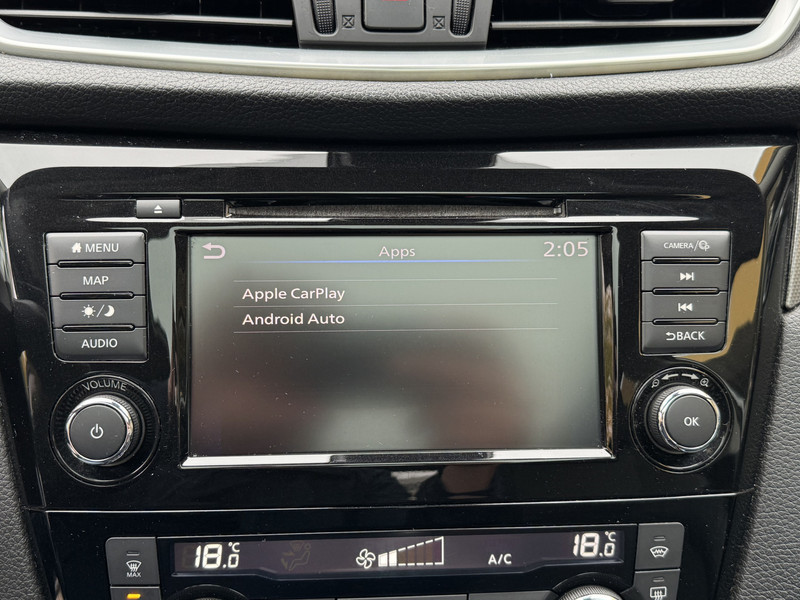 MENU
MAP
AUDIO
VOLUME
Apps
2:05
Apple CarPlay
Android Auto
CAMERA/
BACK
OK
MAX
18.0°C
A/C
18.0°C